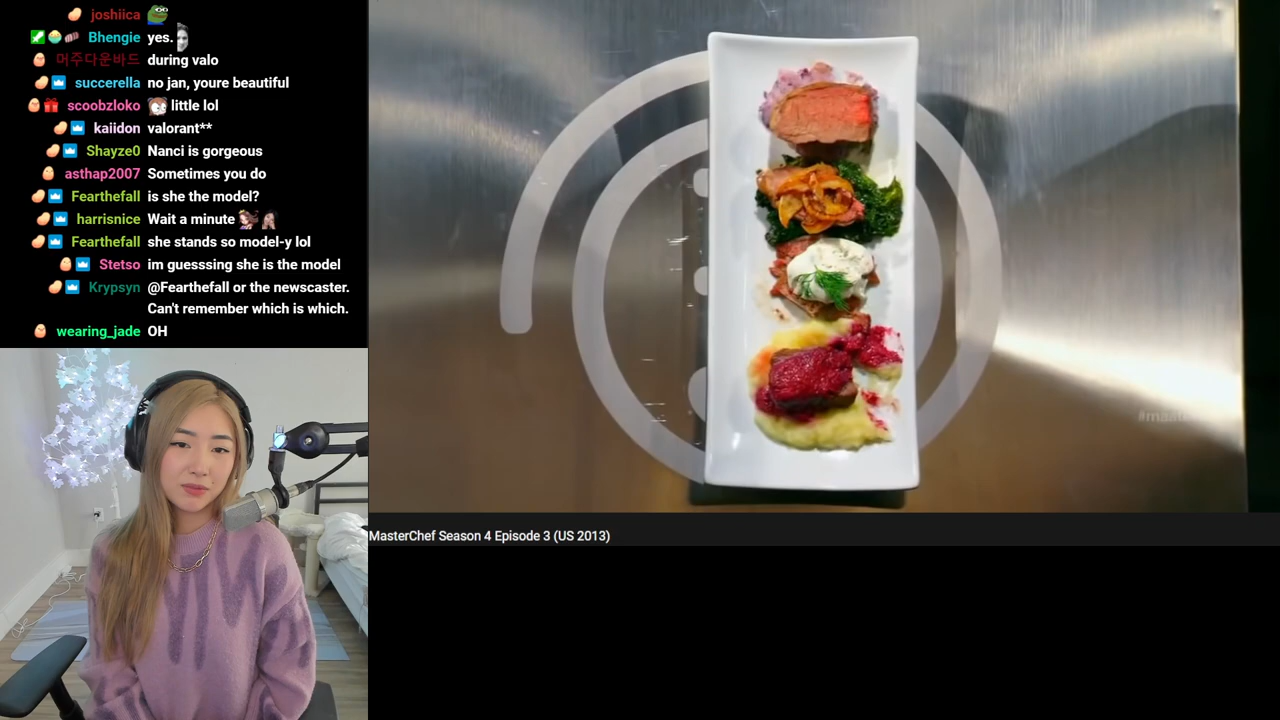 joshiica
Bhengie yes.
머주다운바드 during valo
succerella no jan, youre beautiful
scoobzloko little lol
kaiidon valorant**
Shayze0 Nanci is gorgeous
asthap2007 Sometimes you do
Fearthefall is she the model?
harrisnice Wait a minute
Fearthefall she stands so model-y lol
Stetso im guesssing she is the model
Krypsyn @Fearthefall or the newscaster.
Can't remember which is which.
wearing_jade OH
MasterChef Season 4 Episode 3 (US 2013)